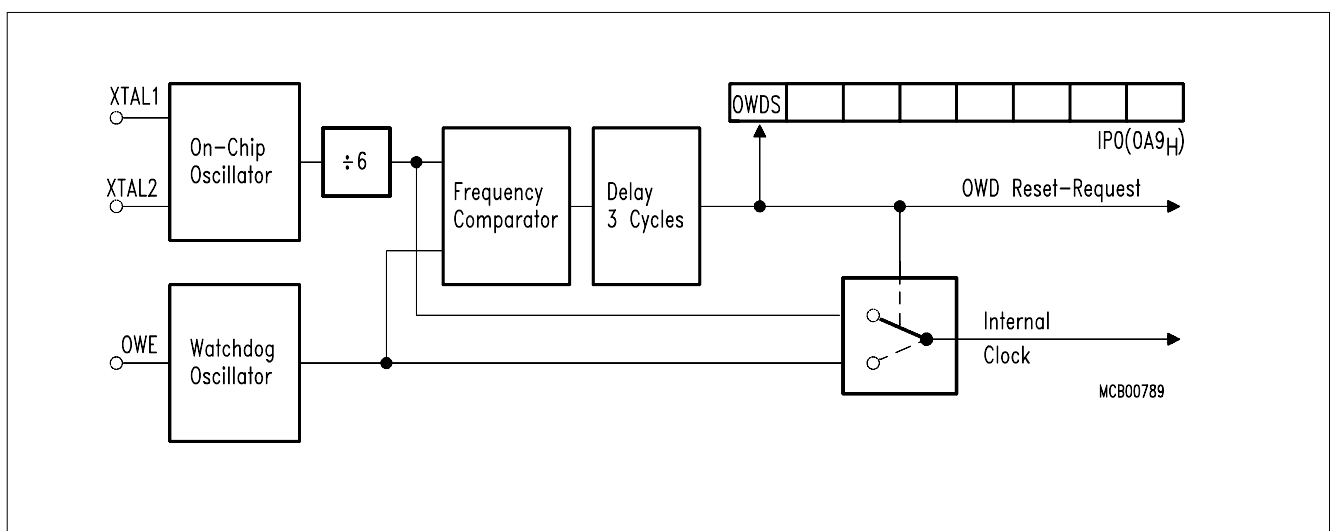 XTAL1
XTAL2
On-Chip
Oscillator
÷6
Frequency
Comparator
Delay
3 Cycles
OWDS
IP0(0A9H)
OWD Reset-Request
OWE
Watchdog
Oscillator
Internal
Clock
MCB00789